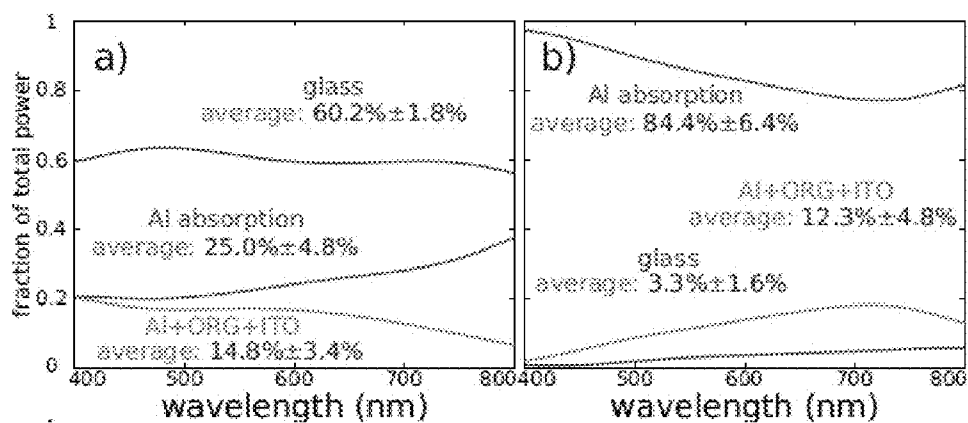 fraction of total power
1
0.8
0.6
0.4
0.2
0
a)
glass
average: 60.2%±1.8%
Al absorption
average: 25.0%±4.8%
Al+ORG+ITO
average: 14.8%±3.4%
400 500 600 700 800
wavelength (nm)
b)
Al absorption
average: 84.4%±6.4%
Al+ORG+ITO
average: 12.3%±4.8%
glass
average: 3.3%±1.6%
400 500 600 700 800
wavelength (nm)